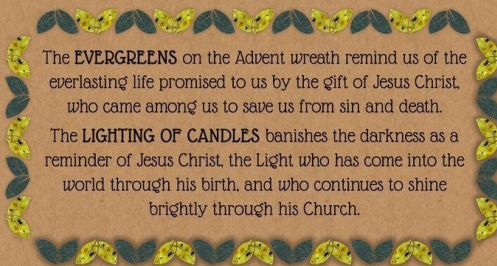 The EVERGREENS on the Advent wreath remind us of the
everlasting life promised to us by the gift of Jesus Christ,
who came among us to save us from sin and death.
The LIGHTING OF CANDLES banishes the darkness as a
reminder of Jesus Christ, the Light who has come into the
world through his birth, and who continues to shine
brightly through his Church.